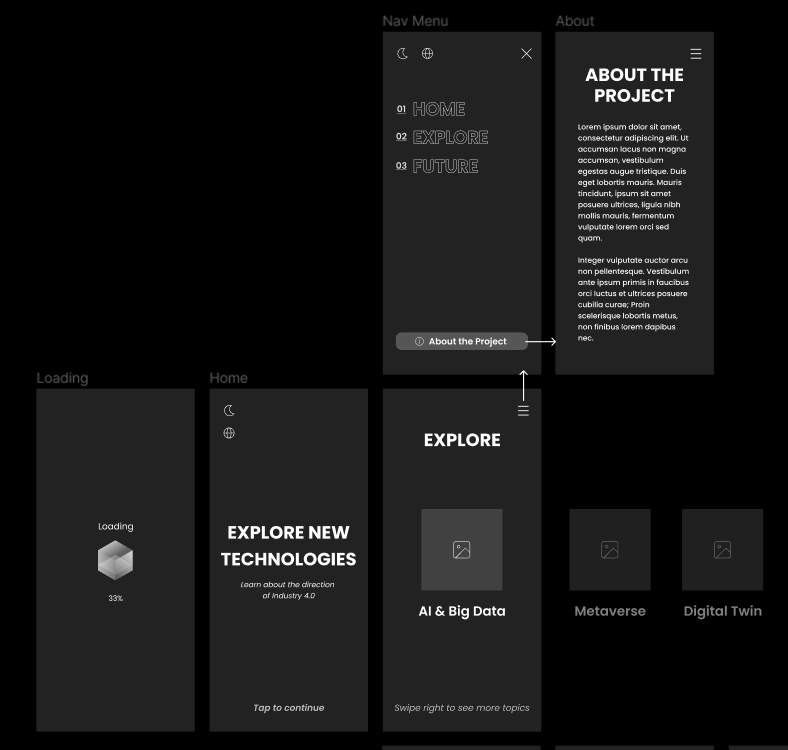 Nav Menu
01 HOME
02 EXPLORE
03 FUTURE
About the Project
About
ABOUT THE
PROJECT
Lorem ipsum dolor sit amet,
consectetur adipiscing elit. Ut
accumsan lacus non magna
accumsan, vestibulum
egestas augue tristique. Duis
eget lobortis mauris. Mauris
tincidunt, ipsum sit amet
posuere ultrices, ligula nibh
mollis mauris, fermentum
vulputate lorem orci sed
quam.
Integer vulputate auctor arcu
non pellentesque. Vestibulum
ante ipsum primis in faucibus
orci luctus et ultrices posuere
cubilia curae; Proin
scelerisque lobortis metus,
non finibus lorem dapibus
nec.
Loading
Loading
33%
Home
EXPLORE NEW
TECHNOLOGIES
Learn about the direction
of Industry 4.0
Tap to continue
EXPLORE
AI & Big Data
Swipe right to see more topics
Metaverse
Digital Twin